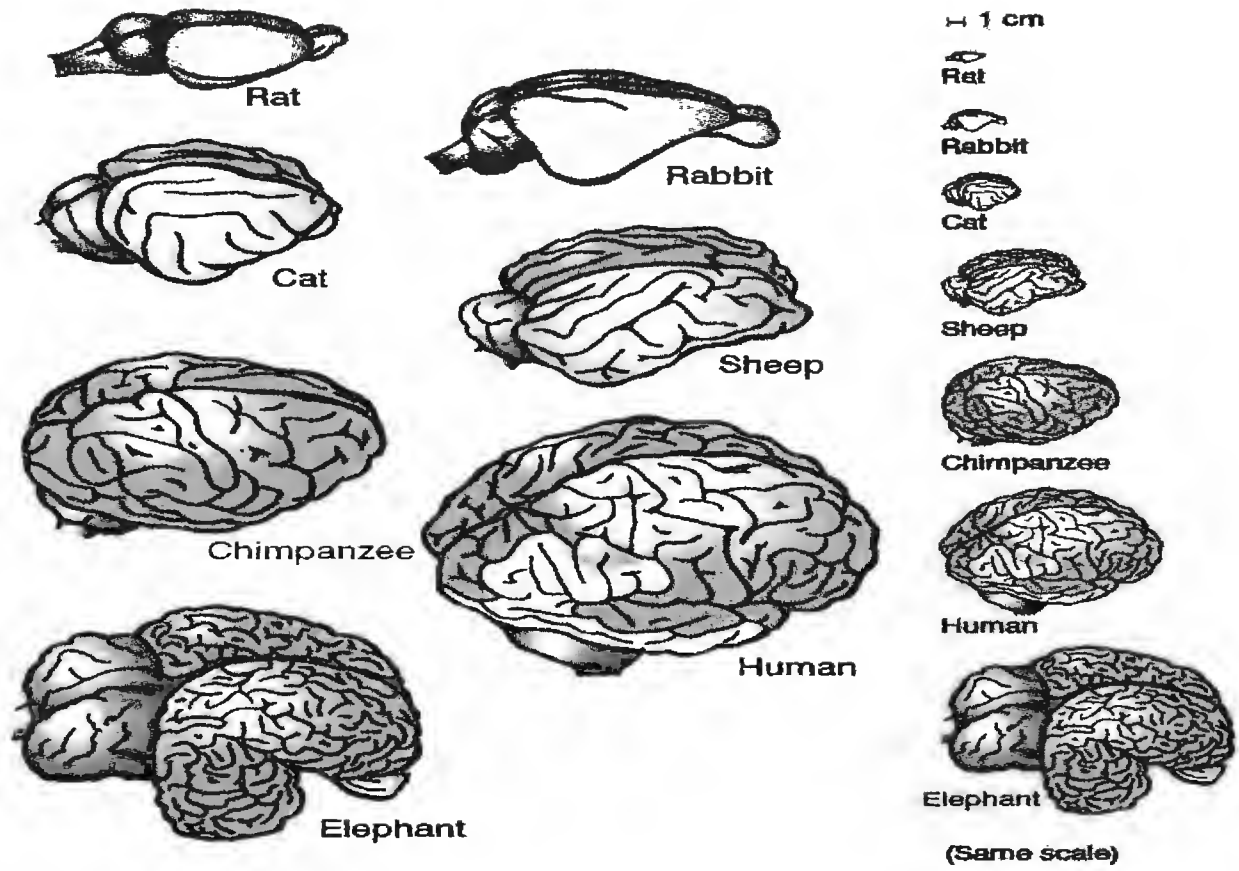 Rat
Rabbit
Cat
Sheep
Chimpanzee
Human
Elephant
1 cm
Rat
Rabbit
Cat
Sheep
Chimpanzee
Human
Elephant
(Same scale)